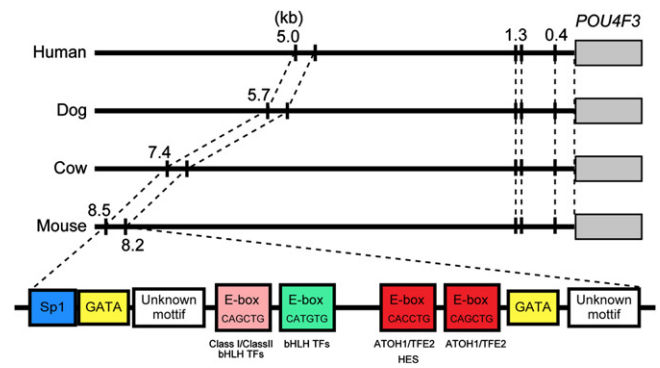 (kb)
POU4F3
Human 5.0 1.3 0.4
Dog 5.7
Cow 7.4
Mouse 8.5
8.2
Sp1 GATA Unknown mottif E-box CAGCTG E-box CATGTG E-box CACCTG E-box CAGCTG GATA Unknown mottif
Class I/ClassII bHLH TFs bHLH TFs ATOH1/TFE2 HES ATOH1/TFE2